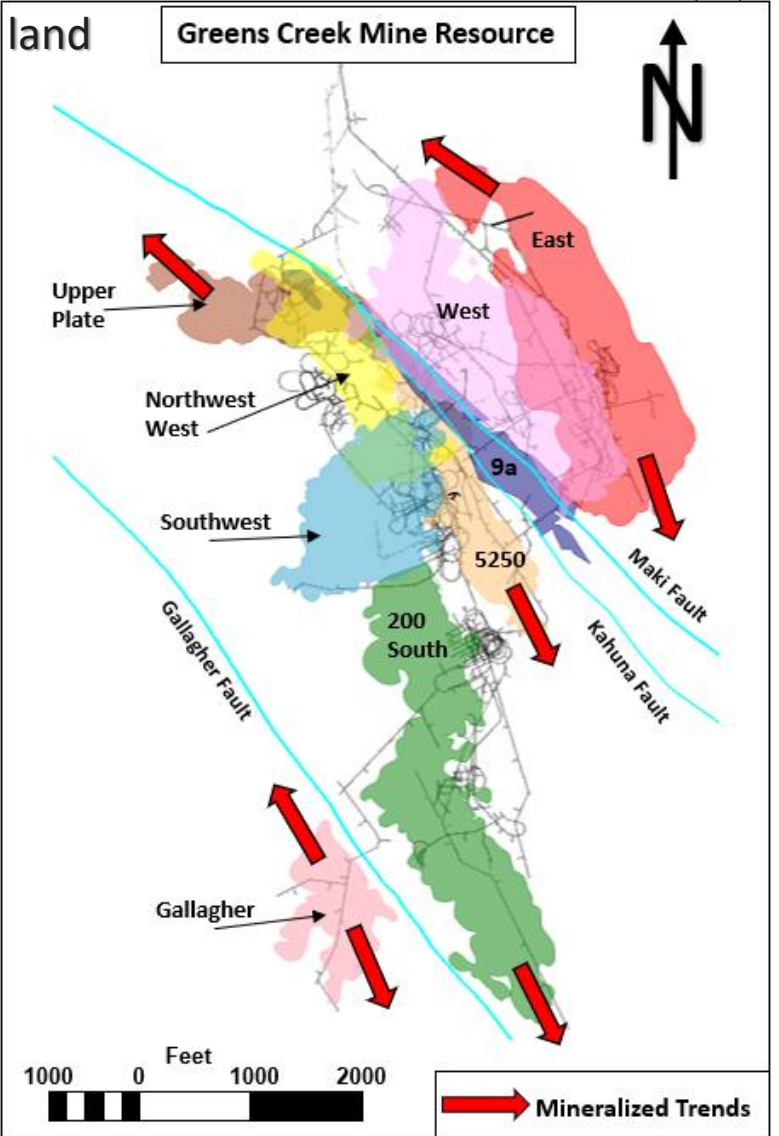 land
Greens Creek Mine Resource
N
East
Upper
Plate
West
Northwest
West
9a
Southwest
5250
Maki Fault
200
South
Kahuna Fault
Gallagher Fault
Gallagher
Feet
1000 0 1000 2000
Mineralized Trends